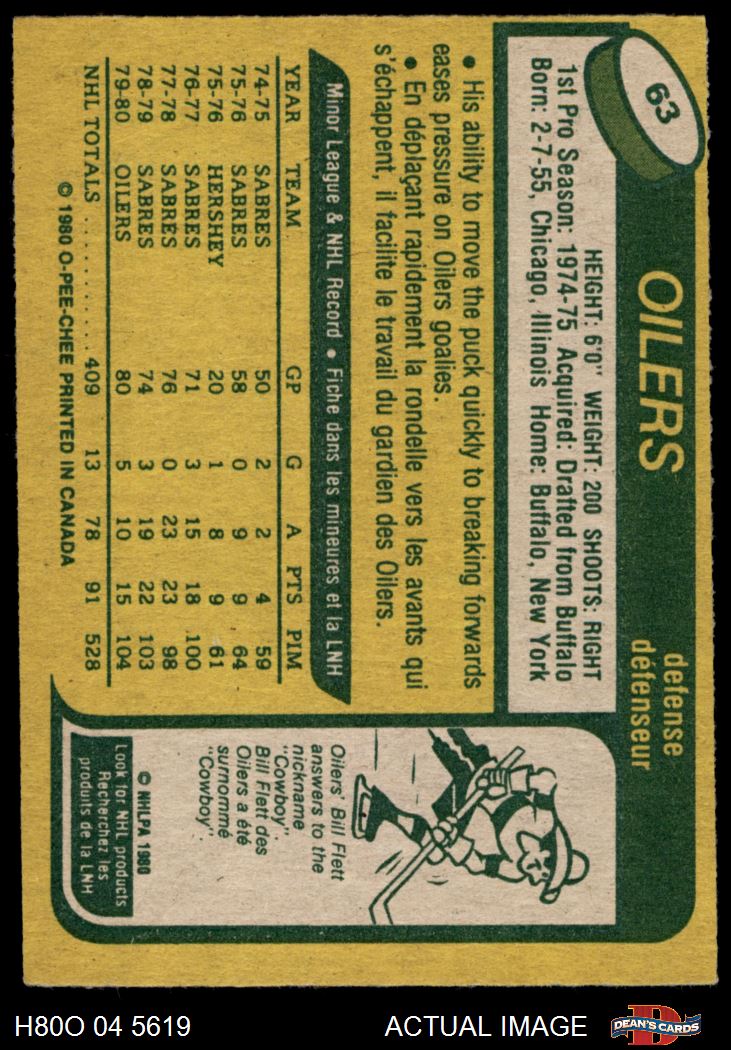 63
OILERS
defense
défenseur
HEIGHT: 6'0" WEIGHT: 200 SHOOTS: RIGHT
1st Pro Season: 1974-75 Acquired: Drafted from Buffalo
Born: 2-7-55, Chicago, Illinois Home: Buffalo, New York
• His ability to move the puck quickly to breaking forwards
eases pressure on Oilers goalies.
• En déplaçant rapidement la rondelle vers les avants qui
s'échappent, il facilite le travail du gardien des Oilers.
Minor League & NHL Record • Fiche dans les mineures et la LNH
YEAR TEAM GP G A PTS PIM
74-75 SABRES 50 2 2 4 59
75-76 SABRES 58 0 9 9 64
75-76 HERSHEY 20 1 8 9 61
76-77 SABRES 71 3 15 18 100
77-78 SABRES 76 0 23 23 98
78-79 SABRES 74 3 19 22 103
79-80 OILERS 80 5 10 15 104
NHL TOTALS ......... 409 13 78 91 528
© 1980 O-PEE-CHEE PRINTED IN CANADA
Oilers' Bill Flett
answers to the
nickname
"Cowboy".
Bill Flett des
Oilers a été
surnommé
"Cowboy".
© NHLPA 1980
Look for NHL products
Recherchez les
produits de la LNH
H80O 04 5619
ACTUAL IMAGE
D
DEAN'S CARDS